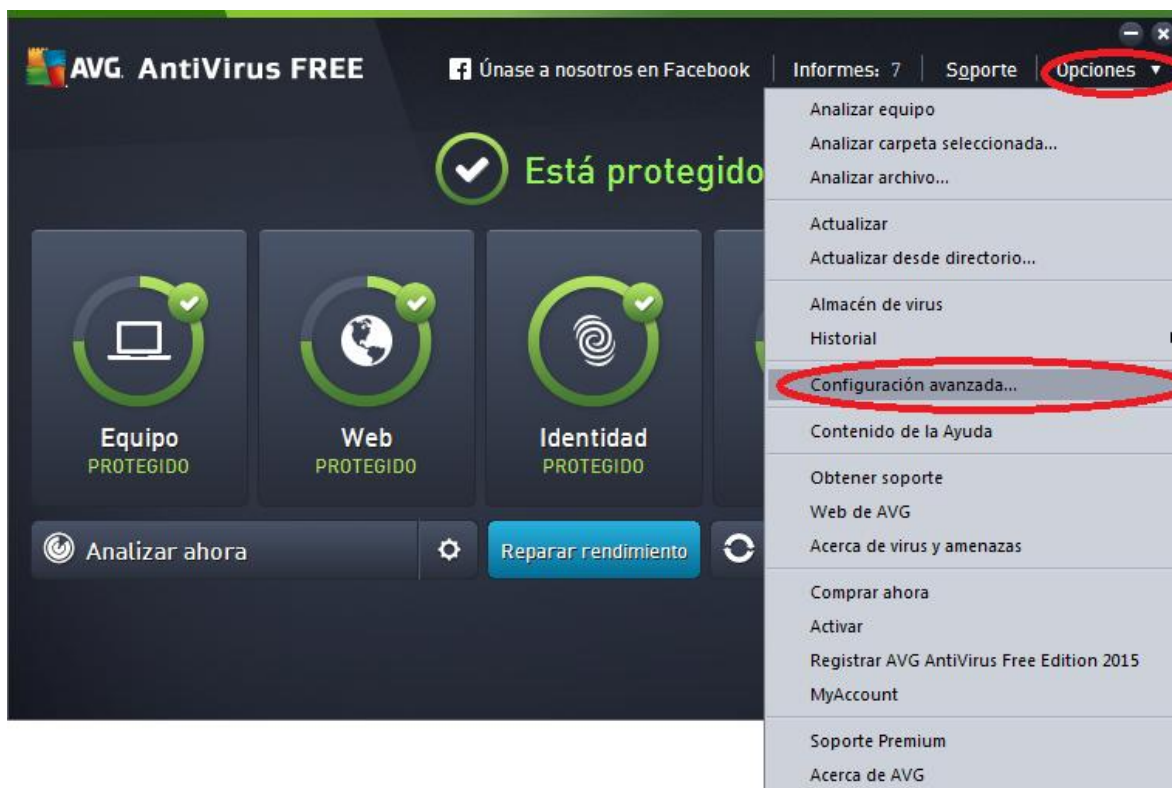 AVG. AntiVirus FREE
Únase a nosotros en Facebook
Informes: 7
Soporte
Opciones
Está protegido
Equipo
PROTEGIDO
Web
PROTEGIDO
Identidad
PROTEGIDO
Analizar ahora
Reparar rendimiento
Analizar equipo
Analizar carpeta seleccionada...
Analizar archivo...
Actualizar
Actualizar desde directorio...
Almacén de virus
Historial
Configuración avanzada...
Contenido de la Ayuda
Obtener soporte
Web de AVG
Acerca de virus y amenazas
Comprar ahora
Activar
Registrar AVG AntiVirus Free Edition 2015
MyAccount
Soporte Premium
Acerca de AVG